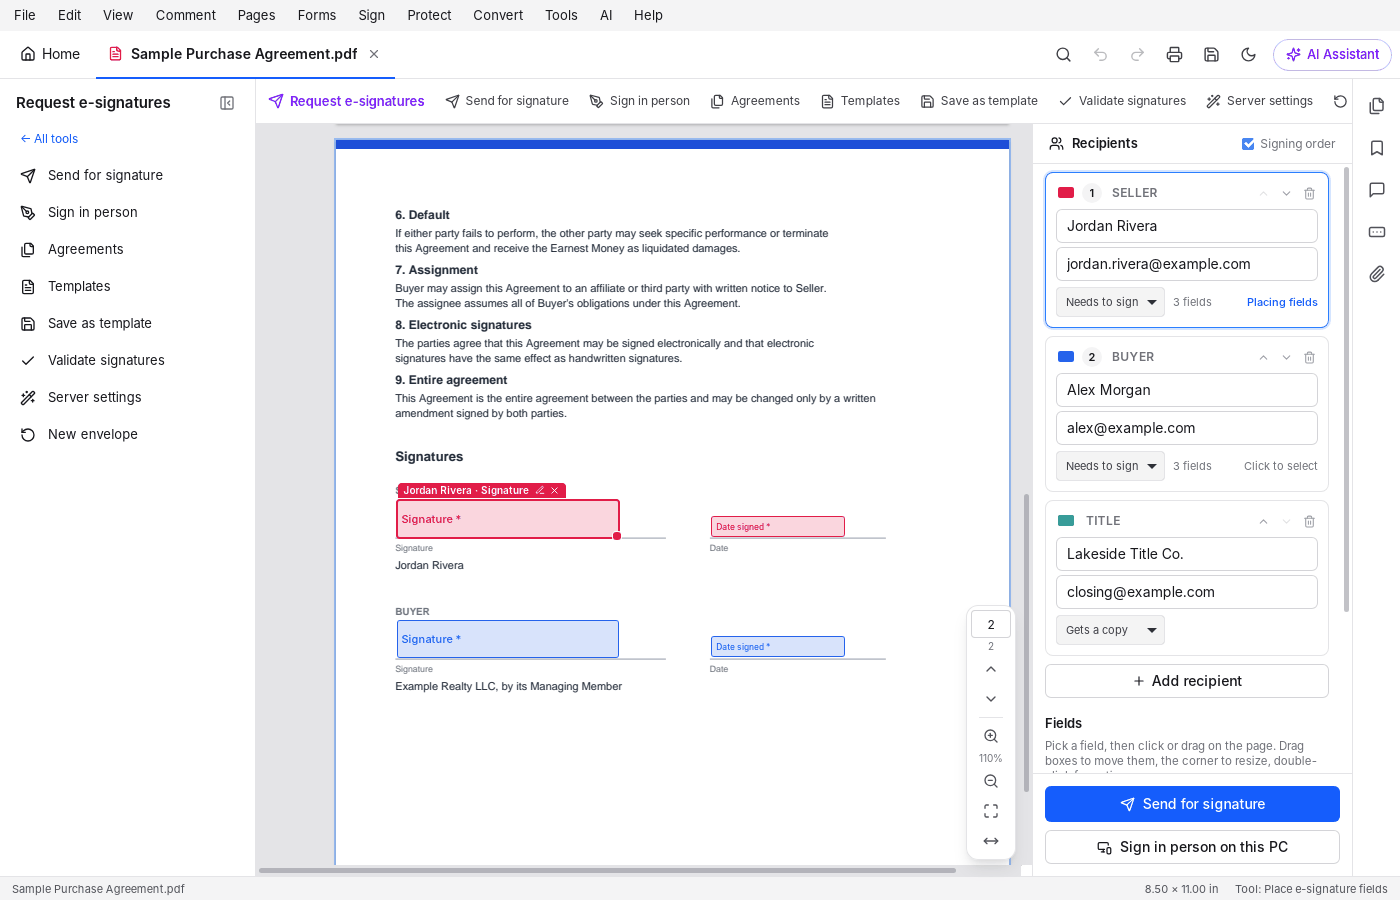 File Edit View Comment Pages Forms Sign Protect Convert Tools AI Help
Home Sample Purchase Agreement.pdf AI Assistant
Request e-signatures
← All tools
Send for signature
Sign in person
Agreements
Templates
Save as template
Validate signatures
Server settings
New envelope
Request e-signatures Send for signature Sign in person Agreements Templates Save as template Validate signatures Server settings
6. Default
If either party fails to perform, the other party may seek specific performance or terminate
this Agreement and receive the Earnest Money as liquidated damages.
7. Assignment
Buyer may assign this Agreement to an affiliate or third party with written notice to Seller.
The assignee assumes all of Buyer's obligations under this Agreement.
8. Electronic signatures
The parties agree that this Agreement may be signed electronically and that electronic
signatures have the same effect as handwritten signatures.
9. Entire agreement
This Agreement is the entire agreement between the parties and may be changed only by a written
amendment signed by both parties.
Signatures
Jordan Rivera · Signature
Signature * Date signed *
Signature Date
Jordan Rivera
BUYER
Signature * Date signed *
Signature Date
Example Realty LLC, by its Managing Member
2
2
110%
Recipients Signing order
1 SELLER
Jordan Rivera
jordan.rivera@example.com
Needs to sign 3 fields Placing fields
2 BUYER
Alex Morgan
alex@example.com
Needs to sign 3 fields Click to select
TITLE
Lakeside Title Co.
closing@example.com
Gets a copy
Add recipient
Fields
Pick a field, then click or drag on the page. Drag
boxes to move them, the corner to resize, double-
Send for signature
Sign in person on this PC
Sample Purchase Agreement.pdf 8.50 × 11.00 in Tool: Place e-signature fields